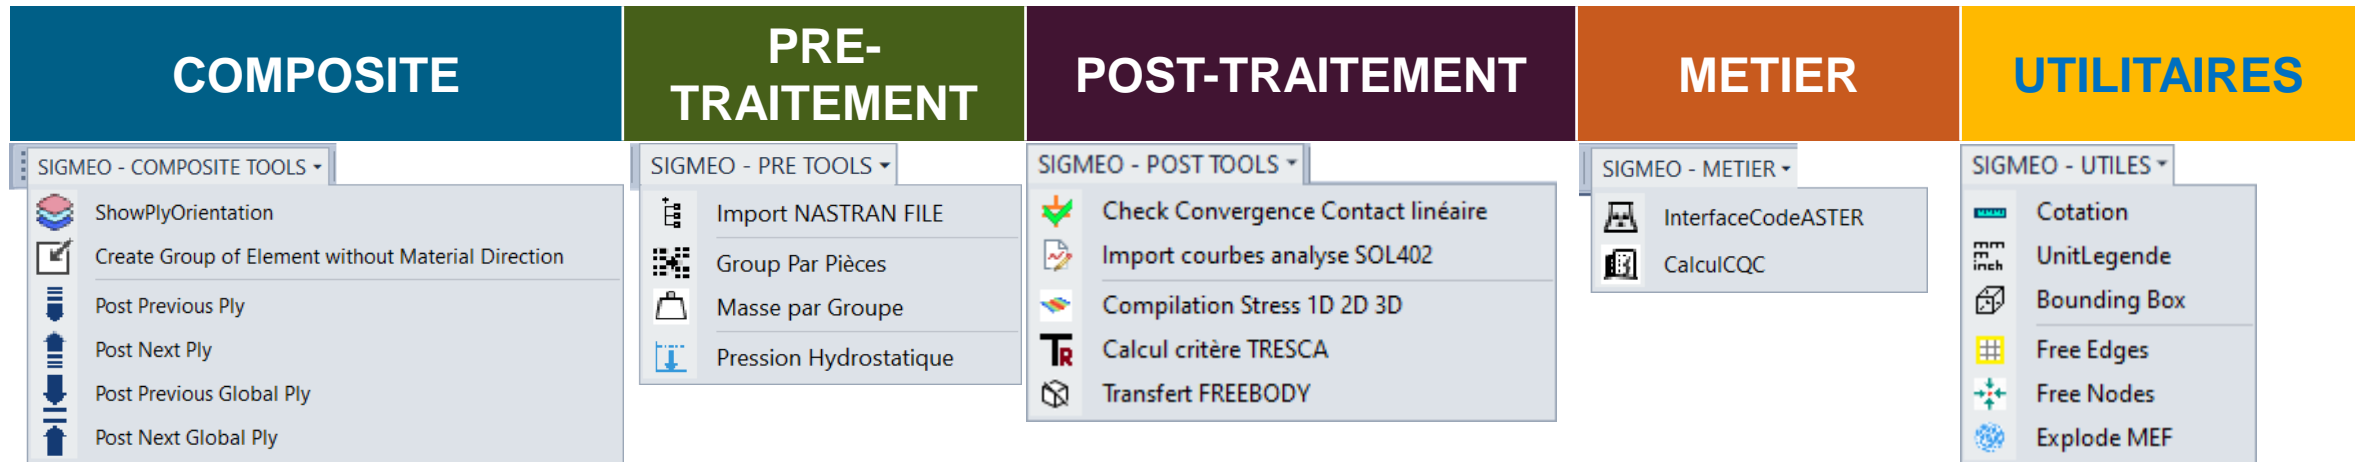 COMPOSITE
SIGMEO - COMPOSITE TOOLS
ShowPlyOrientation
Create Group of Element without Material Direction
Post Previous Ply
Post Next Ply
Post Previous Global Ply
Post Next Global Ply
PRE-
TRAITEMENT
SIGMEO - PRE TOOLS
Import NASTRAN FILE
Group Par Pièces
Masse par Groupe
Pression Hydrostatique
POST-TRAITEMENT
SIGMEO - POST TOOLS
Check Convergence Contact linéaire
Import courbes analyse SOL402
Compilation Stress 1D 2D 3D
TR Calcul critère TRESCA
Transfert FREEBODY
METIER
SIGMEO - METIER
InterfaceCodeASTER
CalculCQC
UTILITAIRES
SIGMEO - UTILES
Cotation
mm
inch
UnitLegende
Bounding Box
Free Edges
Free Nodes
Explode MEF